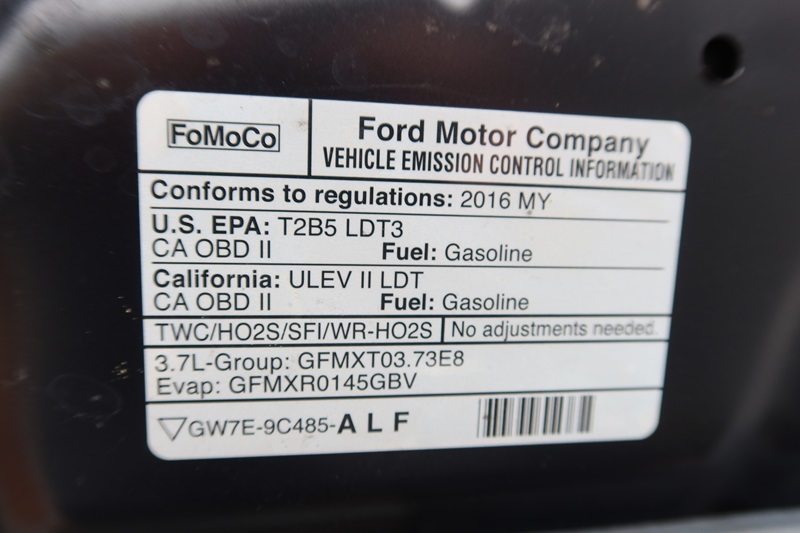 FoMoCo
Ford Motor Company
VEHICLE EMISSION CONTROL INFORMATION
Conforms to regulations: 2016 MY
U.S. EPA: T2B5 LDT3
CA OBD II Fuel: Gasoline
California: ULEV II LDT
CA OBD II Fuel: Gasoline
TWC/HO2S/SFI/WR-HO2S No adjustments needed.
3.7L-Group: GFMXT03.73E8
Evap: GFMXR0145GBV
GW7E-9C485-A L F